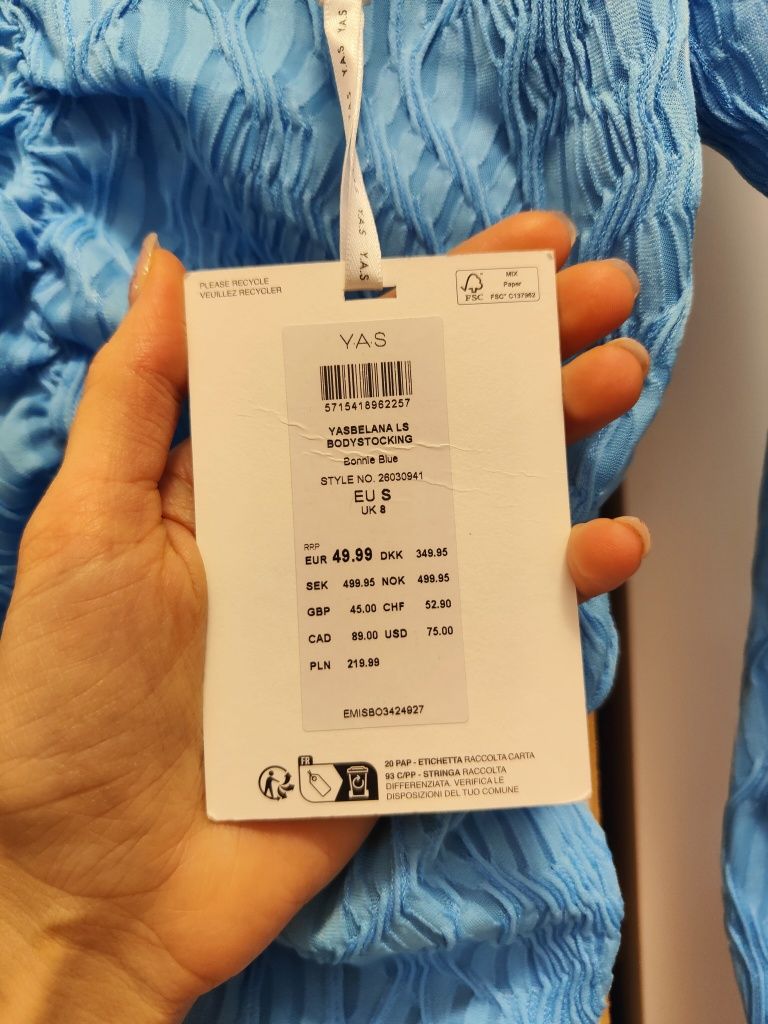 Y.A.S Y.A.S
Y.A.S
PLEASE RECYCLE
VEUILLEZ RECYCLER
FSC
MIX
Paper
FSC® C137962
Y.A.S
5715418962257
YASBELANA LS
BODYSTOCKING
Bonnie Blue
STYLE NO. 26030941
EU S
UK 8
RRP
EUR 49.99 DKK 349.95
SEK 499.95 NOK 499.95
GBP 45.00 CHF 52.90
CAD 89.00 USD 75.00
PLN 219.99
EMISBO3424927
FR
20 PAP - ETICHETTA RACCOLTA CARTA
93 C/PP - STRINGA RACCOLTA
DIFFERENZIATA. VERIFICA LE
DISPOSIZIONI DEL TUO COMUNE